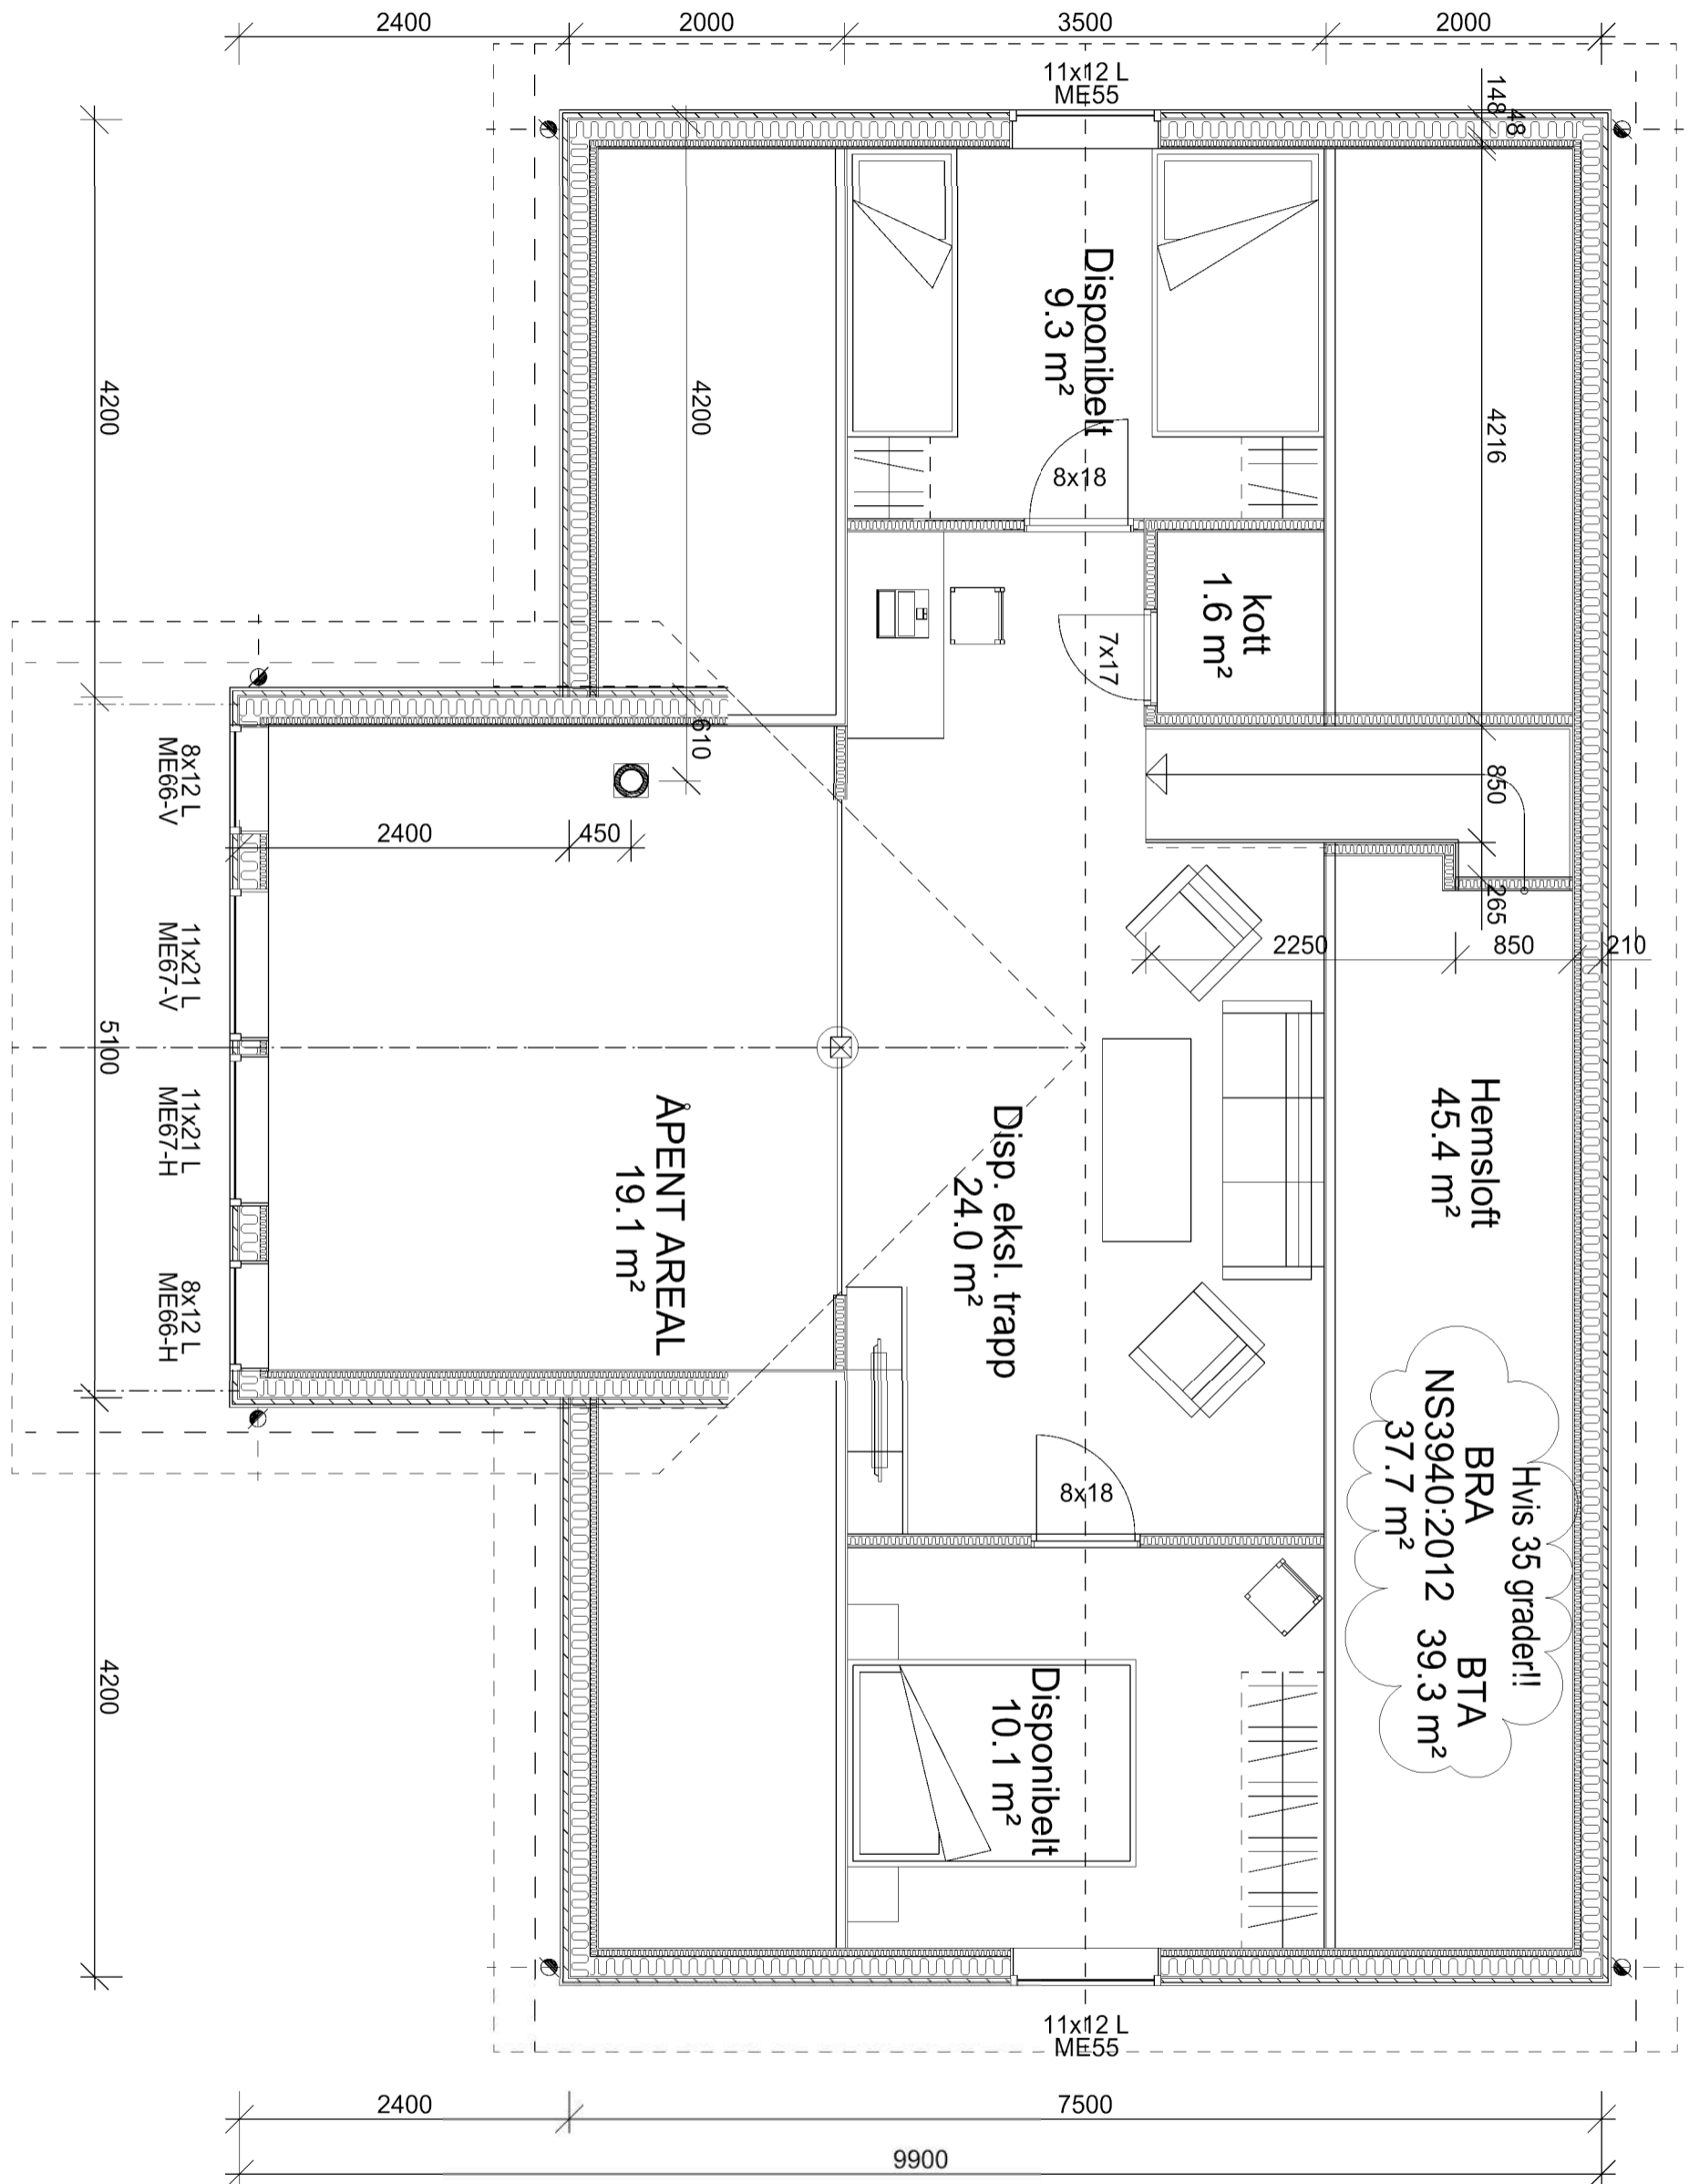 2400
2000
3500
2000
11x12 L
ME55
148
48
4200
4200
4216
Disponibelt
9.3 m²
8x18
kott
1.6 m²
7x17
610
850
2400
450
265
2250
850
210
8x12 L
ME66-V
11x21 L
ME67-V
5100
11x21 L
ME67-H
8x12 L
ME66-H
ÅPENT AREAL
19.1 m²
Disp. eksl. trapp
24.0 m²
Hemsloft
45.4 m²
Hvis 35 grader!!
BRA BTA
NS3940:2012 39.3 m²
37.7 m²
8x18
Disponibelt
10.1 m²
4200
11x12 L
ME55
2400
7500
9900